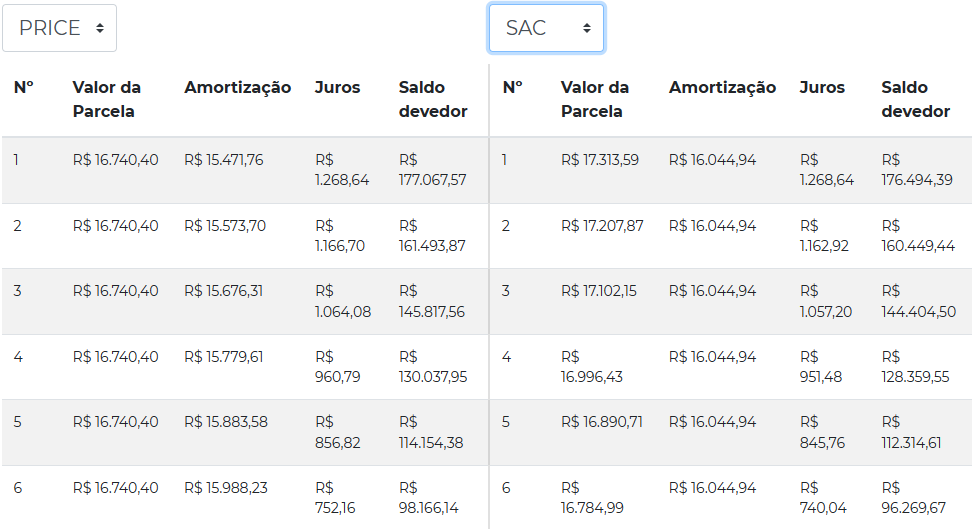 PRICE
SAC
Nº Valor da Parcela Amortização Juros Saldo devedor Nº Valor da Parcela Amortização Juros Saldo devedor
1 R$ 16.740,40 R$ 15.471,76 R$ 1.268,64 R$ 177.067,57 1 R$ 17.313,59 R$ 16.044,94 R$ 1.268,64 R$ 176.494,39
2 R$ 16.740,40 R$ 15.573,70 R$ 1.166,70 R$ 161.493,87 2 R$ 17.207,87 R$ 16.044,94 R$ 1.162,92 R$ 160.449,44
3 R$ 16.740,40 R$ 15.676,31 R$ 1.064,08 R$ 145.817,56 3 R$ 17.102,15 R$ 16.044,94 R$ 1.057,20 R$ 144.404,50
4 R$ 16.740,40 R$ 15.779,61 R$ 960,79 R$ 130.037,95 4 R$ 16.996,43 R$ 16.044,94 R$ 951,48 R$ 128.359,55
5 R$ 16.740,40 R$ 15.883,58 R$ 856,82 R$ 114.154,38 5 R$ 16.890,71 R$ 16.044,94 R$ 845,76 R$ 112.314,61
6 R$ 16.740,40 R$ 15.988,23 R$ 752,16 R$ 98.166,14 6 R$ 16.784,99 R$ 16.044,94 R$ 740,04 R$ 96.269,67